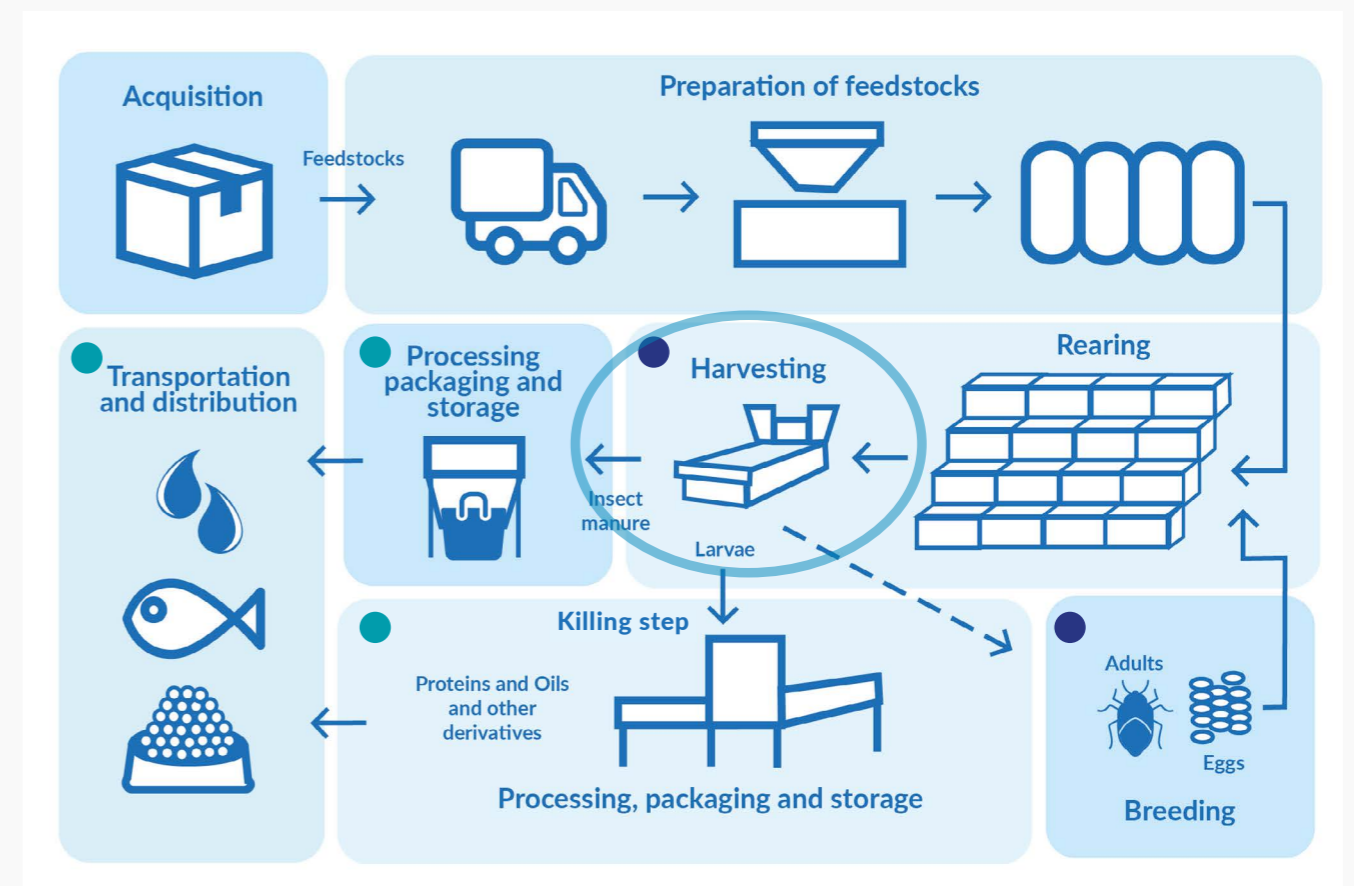 Acquisition
Feedstocks
Preparation of feedstocks
Transportation
and distribution
Processing
packaging and
storage
Insect
manure
Harvesting
Larvae
Rearing
Killing step
Proteins and Oils
and other
derivatives
Processing, packaging and storage
Adults
Eggs
Breeding